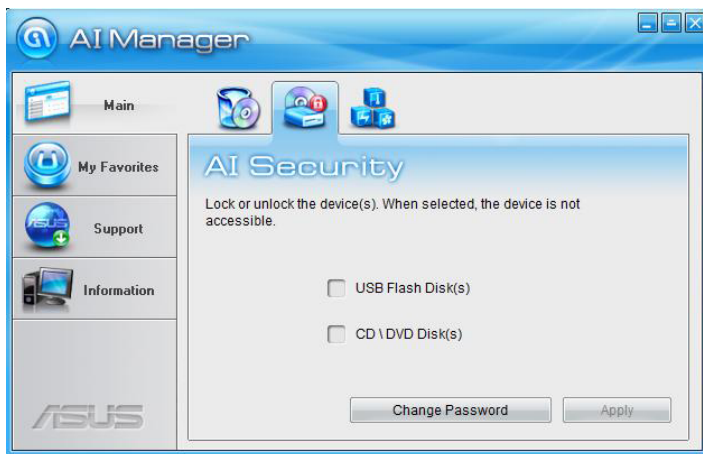 AI Manager
Main
My Favorites
Support
Information
AI Security
Lock or unlock the device(s). When selected, the device is not
accessible.
USB Flash Disk(s)
CD \ DVD Disk(s)
Change Password
Apply
ASUS
ASUS